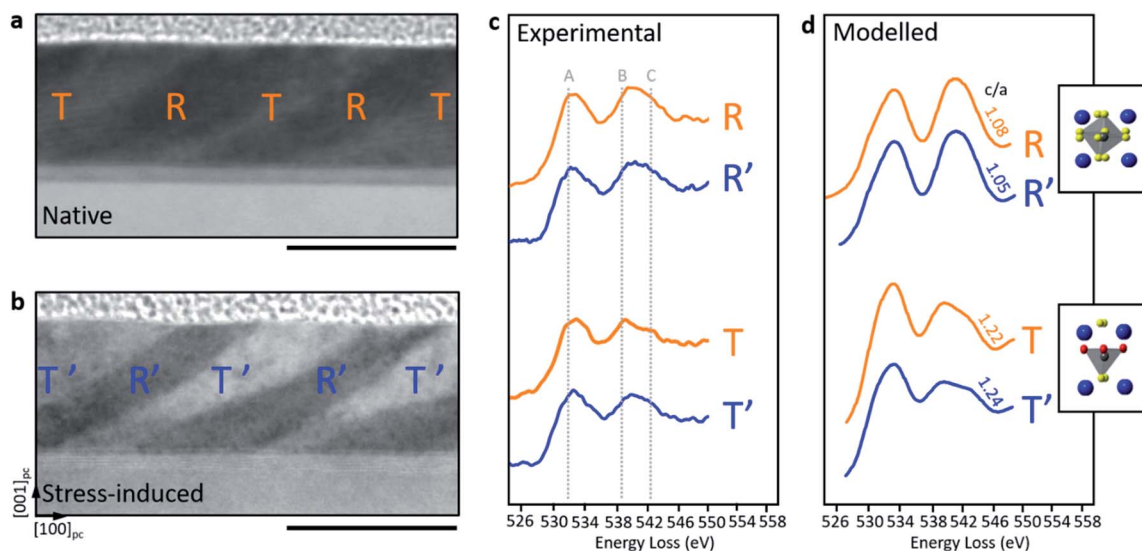 a
T R T R T
Native
b
T' R' T' R' T'
Stress-induced
[001]pc
[100]pc
c
Experimental
A B C
R
R'
T
T'
526 530 534 538 542 546 550 554 558
Energy Loss (eV)
d
Modelled
c/a
1.08
R
1.05
R'
1.22
T
1.24
T'
526 530 534 538 542 546 550 554 558
Energy Loss (eV)